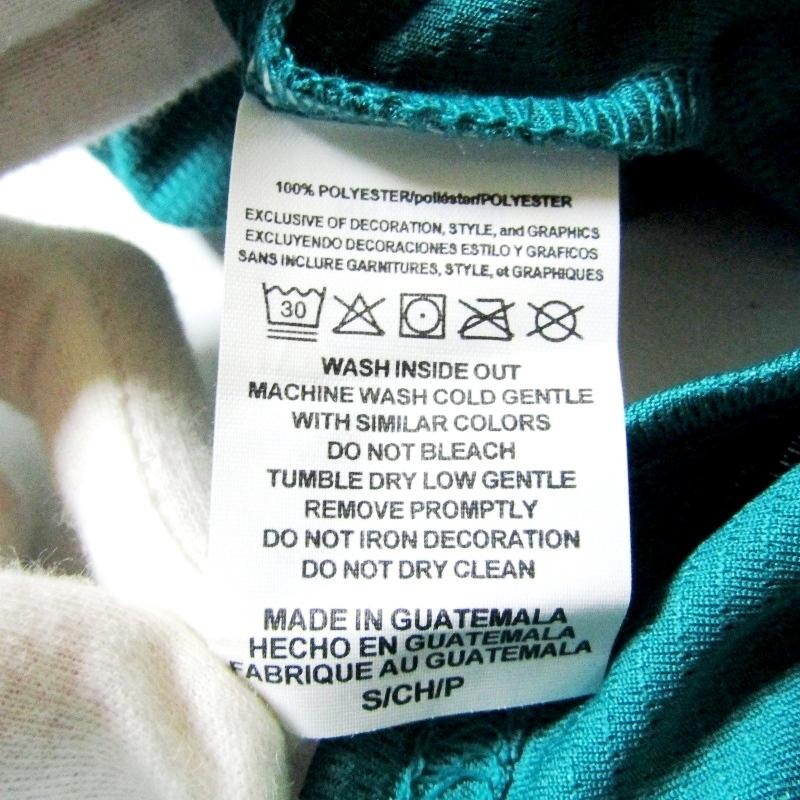 100% POLYESTER/poliéster/POLYESTER
EXCLUSIVE OF DECORATION, STYLE, and GRAPHICS
EXCLUYENDO DECORACIONES ESTILO Y GRAFICOS
SANS INCLURE GARNITURES, STYLE, et GRAPHIQUES
30
WASH INSIDE OUT
MACHINE WASH COLD GENTLE
WITH SIMILAR COLORS
DO NOT BLEACH
TUMBLE DRY LOW GENTLE
REMOVE PROMPTLY
DO NOT IRON DECORATION
DO NOT DRY CLEAN
MADE IN GUATEMALA
HECHO EN GUATEMALA
FABRIQUE AU GUATEMALA
S/CH/P